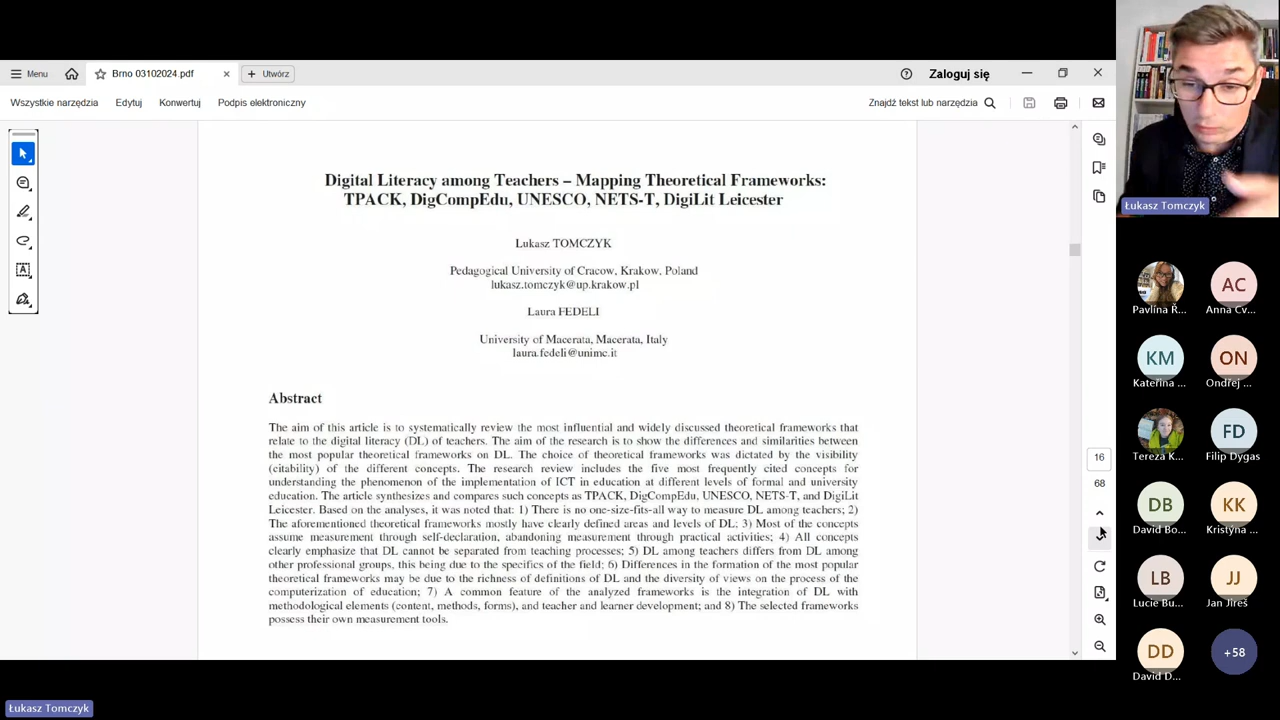 Menu
Brno 03102024.pdf
Utwórz
Zaloguj się
Wszystkie narzędzia
Edytuj
Konwertuj
Podpis elektroniczny
Znajdź tekst lub narzędzia
Digital Literacy among Teachers – Mapping Theoretical Frameworks:
TPACK, DigCompEdu, UNESCO, NETS-T, DigiLit Leicester
Lukasz TOMCZYK
Pedagogical University of Cracow, Krakow, Poland
lukasz.tomczyk@up.krakow.pl
Laura FEDELI
University of Macerata, Macerata, Italy
laura.fedeli@unimc.it
Abstract
The aim of this article is to systematically review the most influential and widely discussed theoretical frameworks that
relate to the digital literacy (DL) of teachers. The aim of the research is to show the differences and similarities between
the most popular theoretical frameworks on DL. The choice of theoretical frameworks was dictated by the visibility
(citability) of the different concepts. The research review includes the five most frequently cited concepts for
understanding the phenomenon of the implementation of ICT in education at different levels of formal and university
education. The article synthesizes and compares such concepts as TPACK, DigCompEdu, UNESCO, NETS-T, and DigiLit
Leicester. Based on the analyses, it was noted that: 1) There is no one-size-fits-all way to measure DL among teachers; 2)
The aforementioned theoretical frameworks mostly have clearly defined areas and levels of DL; 3) Most of the concepts
assume measurement through self-declaration, abandoning measurement through practical activities; 4) All concepts
clearly emphasize that DL cannot be separated from teaching processes; 5) DL among teachers differs from DL among
other professional groups, this being due to the specifics of the field; 6) Differences in the formation of the most popular
theoretical frameworks may be due to the richness of definitions of DL and the diversity of views on the process of the
computerization of education; 7) A common feature of the analyzed frameworks is the integration of DL with
methodological elements (content, methods, forms), and teacher and learner development; and 8) The selected frameworks
possess their own measurement tools.
16
68
Łukasz Tomczyk
Pavlína Ř...
AC
Anna Cv...
KM
Kateřina ...
ON
Ondřej ...
Tereza K...
FD
Filip Dygas
DB
David Bo...
KK
Kristýna ...
LB
Lucie Bu...
JJ
Jan Jireš
DD
David D...
+58
Łukasz Tomczyk